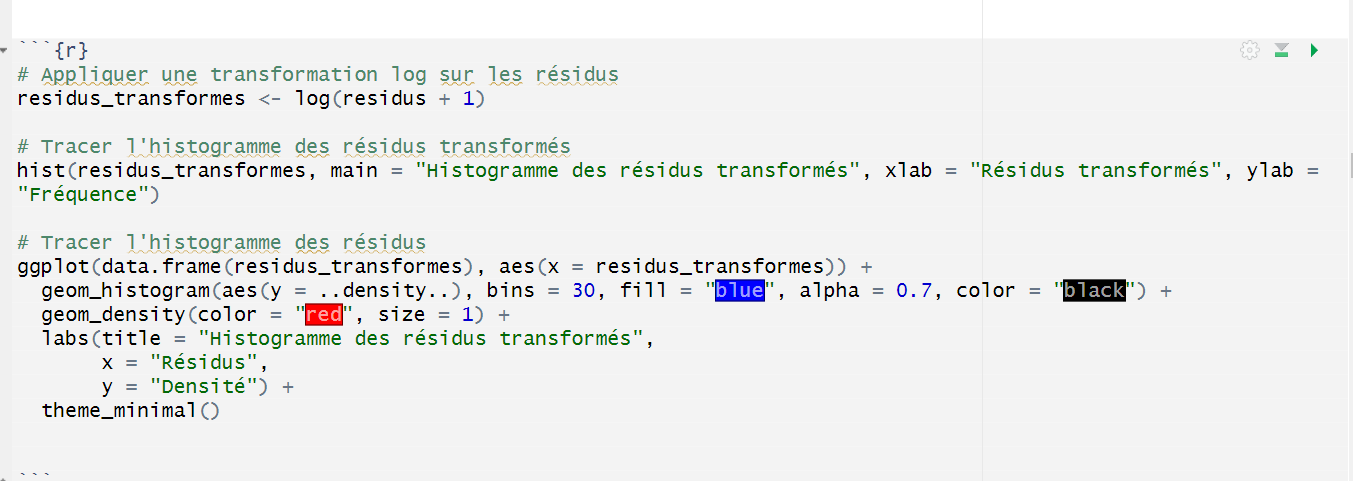 ```{r}
# Appliquer une transformation log sur les résidus
residus_transformes <- log(residus + 1)
# Tracer l'histogramme des résidus transformés
hist(residus_transformes, main = "Histogramme des résidus transformés", xlab = "Résidus transformés", ylab =
"Fréquence")
# Tracer l'histogramme des résidus
ggplot(data.frame(residus_transformes), aes(x = residus_transformes)) +
  geom_histogram(aes(y = ..density..), bins = 30, fill = "blue", alpha = 0.7, color = "black") +
  geom_density(color = "red", size = 1) +
  labs(title = "Histogramme des résidus transformés",
       x = "Résidus",
       y = "Densité") +
  theme_minimal()
```